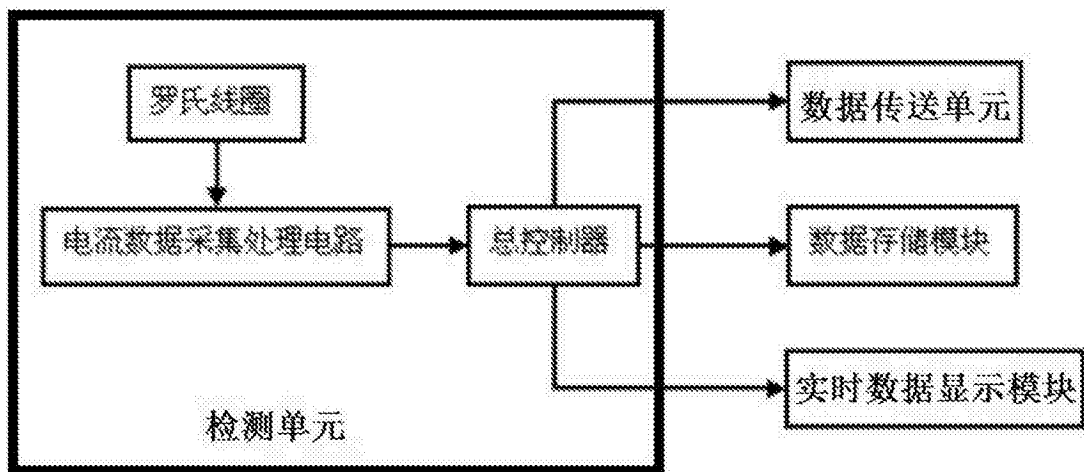 罗氏线圈
数据传送单元
电流数据采集处理电路
总控制器
数据存储模块
实时数据显示模块
检测单元